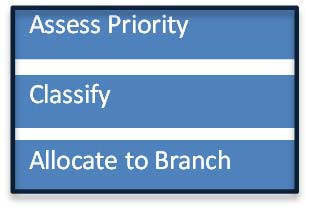 Assess Priority
Classify
Allocate to Branch